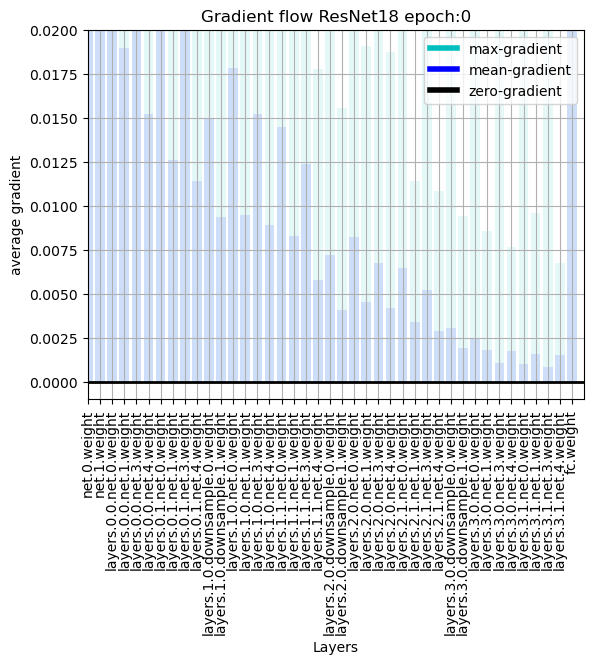 Gradient flow ResNet18 epoch:0
max-gradient
mean-gradient
zero-gradient
average gradient
0.0200
0.0175
0.0150
0.0125
0.0100
0.0075
0.0050
0.0025
0.0000
net.0.weight
net.1.weight
layers.0.0.net.0.weight
layers.0.0.net.1.weight
layers.0.0.net.3.weight
layers.0.0.net.4.weight
layers.0.1.net.0.weight
layers.0.1.net.1.weight
layers.0.1.net.3.weight
layers.0.1.net.4.weight
layers.1.0.downsample.0.weight
layers.1.0.downsample.1.weight
layers.1.0.net.0.weight
layers.1.0.net.1.weight
layers.1.0.net.3.weight
layers.1.0.net.4.weight
layers.1.1.net.0.weight
layers.1.1.net.1.weight
layers.1.1.net.3.weight
layers.1.1.net.4.weight
layers.2.0.downsample.0.weight
layers.2.0.downsample.1.weight
layers.2.0.net.0.weight
layers.2.0.net.1.weight
layers.2.0.net.3.weight
layers.2.0.net.4.weight
layers.2.1.net.0.weight
layers.2.1.net.1.weight
layers.2.1.net.3.weight
layers.2.1.net.4.weight
layers.3.0.downsample.0.weight
layers.3.0.downsample.1.weight
layers.3.0.net.0.weight
layers.3.0.net.1.weight
layers.3.0.net.3.weight
layers.3.0.net.4.weight
layers.3.1.net.0.weight
layers.3.1.net.1.weight
layers.3.1.net.3.weight
layers.3.1.net.4.weight
fc.weight
Layers